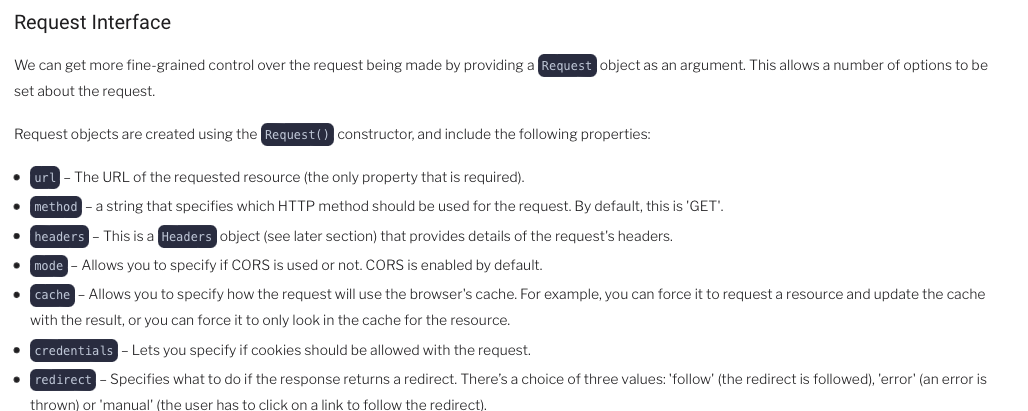 Request Interface
We can get more fine-grained control over the request being made by providing a Request object as an argument. This allows a number of options to be
set about the request.
Request objects are created using the Request() constructor, and include the following properties:
• url – The URL of the requested resource (the only property that is required).
• method – a string that specifies which HTTP method should be used for the request. By default, this is 'GET'.
• headers – This is a Headers object (see later section) that provides details of the request's headers.
• mode – Allows you to specify if CORS is used or not. CORS is enabled by default.
• cache – Allows you to specify how the request will use the browser's cache. For example, you can force it to request a resource and update the cache
with the result, or you can force it to only look in the cache for the resource.
• credentials – Lets you specify if cookies should be allowed with the request.
• redirect – Specifies what to do if the response returns a redirect. There's a choice of three values: 'follow' (the redirect is followed), 'error' (an error is
thrown) or 'manual' (the user has to click on a link to follow the redirect).